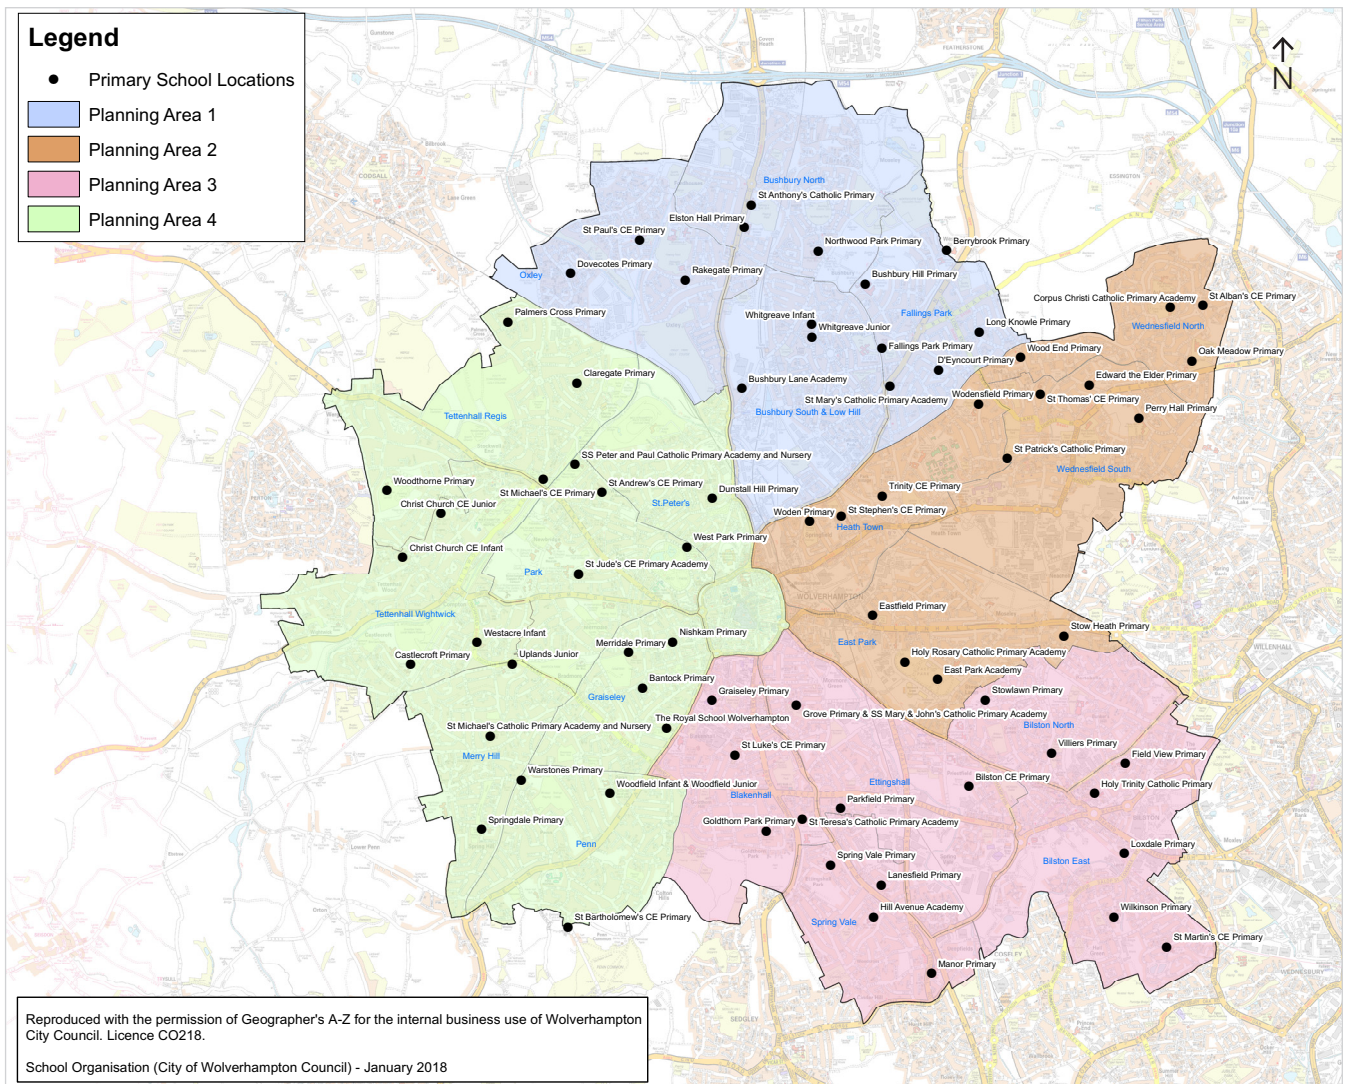 Legend
Primary School Locations
Planning Area 1
Planning Area 2
Planning Area 3
Planning Area 4
N
Bushbury North
St Anthony's Catholic Primary
Elston Hall Primary
St Paul's CE Primary
Northwood Park Primary
Berrybrook Primary
Dovecotes Primary
Rakegate Primary
Bushbury Hill Primary
Oxley
Corpus Christi Catholic Primary Academy
St Alban's CE Primary
Palmers Cross Primary
Whitgreave Infant
Fallings Park
Wednesfield North
Whitgreave Junior
Long Knowle Primary
Fallings Park Primary
Wood End Primary
Oak Meadow Primary
D'Eyncourt Primary
Claregate Primary
Bushbury Lane Academy
Edward the Elder Primary
St Mary's Catholic Primary Academy
Wodensfield Primary
St Thomas' CE Primary
Tettenhall Regis
Bushbury South & Low Hill
Perry Hall Primary
SS Peter and Paul Catholic Primary Academy and Nursery
St Patrick's Catholic Primary
Wednesfield South
Woodthorne Primary
St Michael's CE Primary
St Andrew's CE Primary
Dunstall Hill Primary
Trinity CE Primary
Christ Church CE Junior
St.Peter's
Woden Primary
St Stephen's CE Primary
Heath Town
West Park Primary
Christ Church CE Infant
St Jude's CE Primary Academy
Park
WOLVERHAMPTON
Tettenhall Wightwick
Eastfield Primary
Westacre Infant
Merridale Primary
Nishkam Primary
East Park
Stow Heath Primary
Castlecroft Primary
Uplands Junior
Holy Rosary Catholic Primary Academy
East Park Academy
Bantock Primary
Graiseley
Graiseley Primary
Stowlawn Primary
Grove Primary & SS Mary & John's Catholic Primary Academy
St Michael's Catholic Primary Academy and Nursery
The Royal School Wolverhampton
Bilston North
St Luke's CE Primary
Villiers Primary
Merry Hill
Field View Primary
Warstones Primary
Woodfield Infant & Woodfield Junior
Blakenhall
Ettingshall
Bilston CE Primary
Holy Trinity Catholic Primary
Parkfield Primary
Springdale Primary
Goldthorn Park Primary
St Teresa's Catholic Primary Academy
Penn
Spring Vale Primary
Loxdale Primary
Bilston East
Lanesfield Primary
St Bartholomew's CE Primary
Spring Vale
Hill Avenue Academy
Wilkinson Primary
St Martin's CE Primary
Manor Primary
CODSALL
FEATHERSTONE
ESSINGTON
WILLENHALL
COSELEY
SEDGLEY
WEDNESBURY
Reproduced with the permission of Geographer's A-Z for the internal business use of Wolverhampton
City Council. Licence CO218.
School Organisation (City of Wolverhampton Council) - January 2018